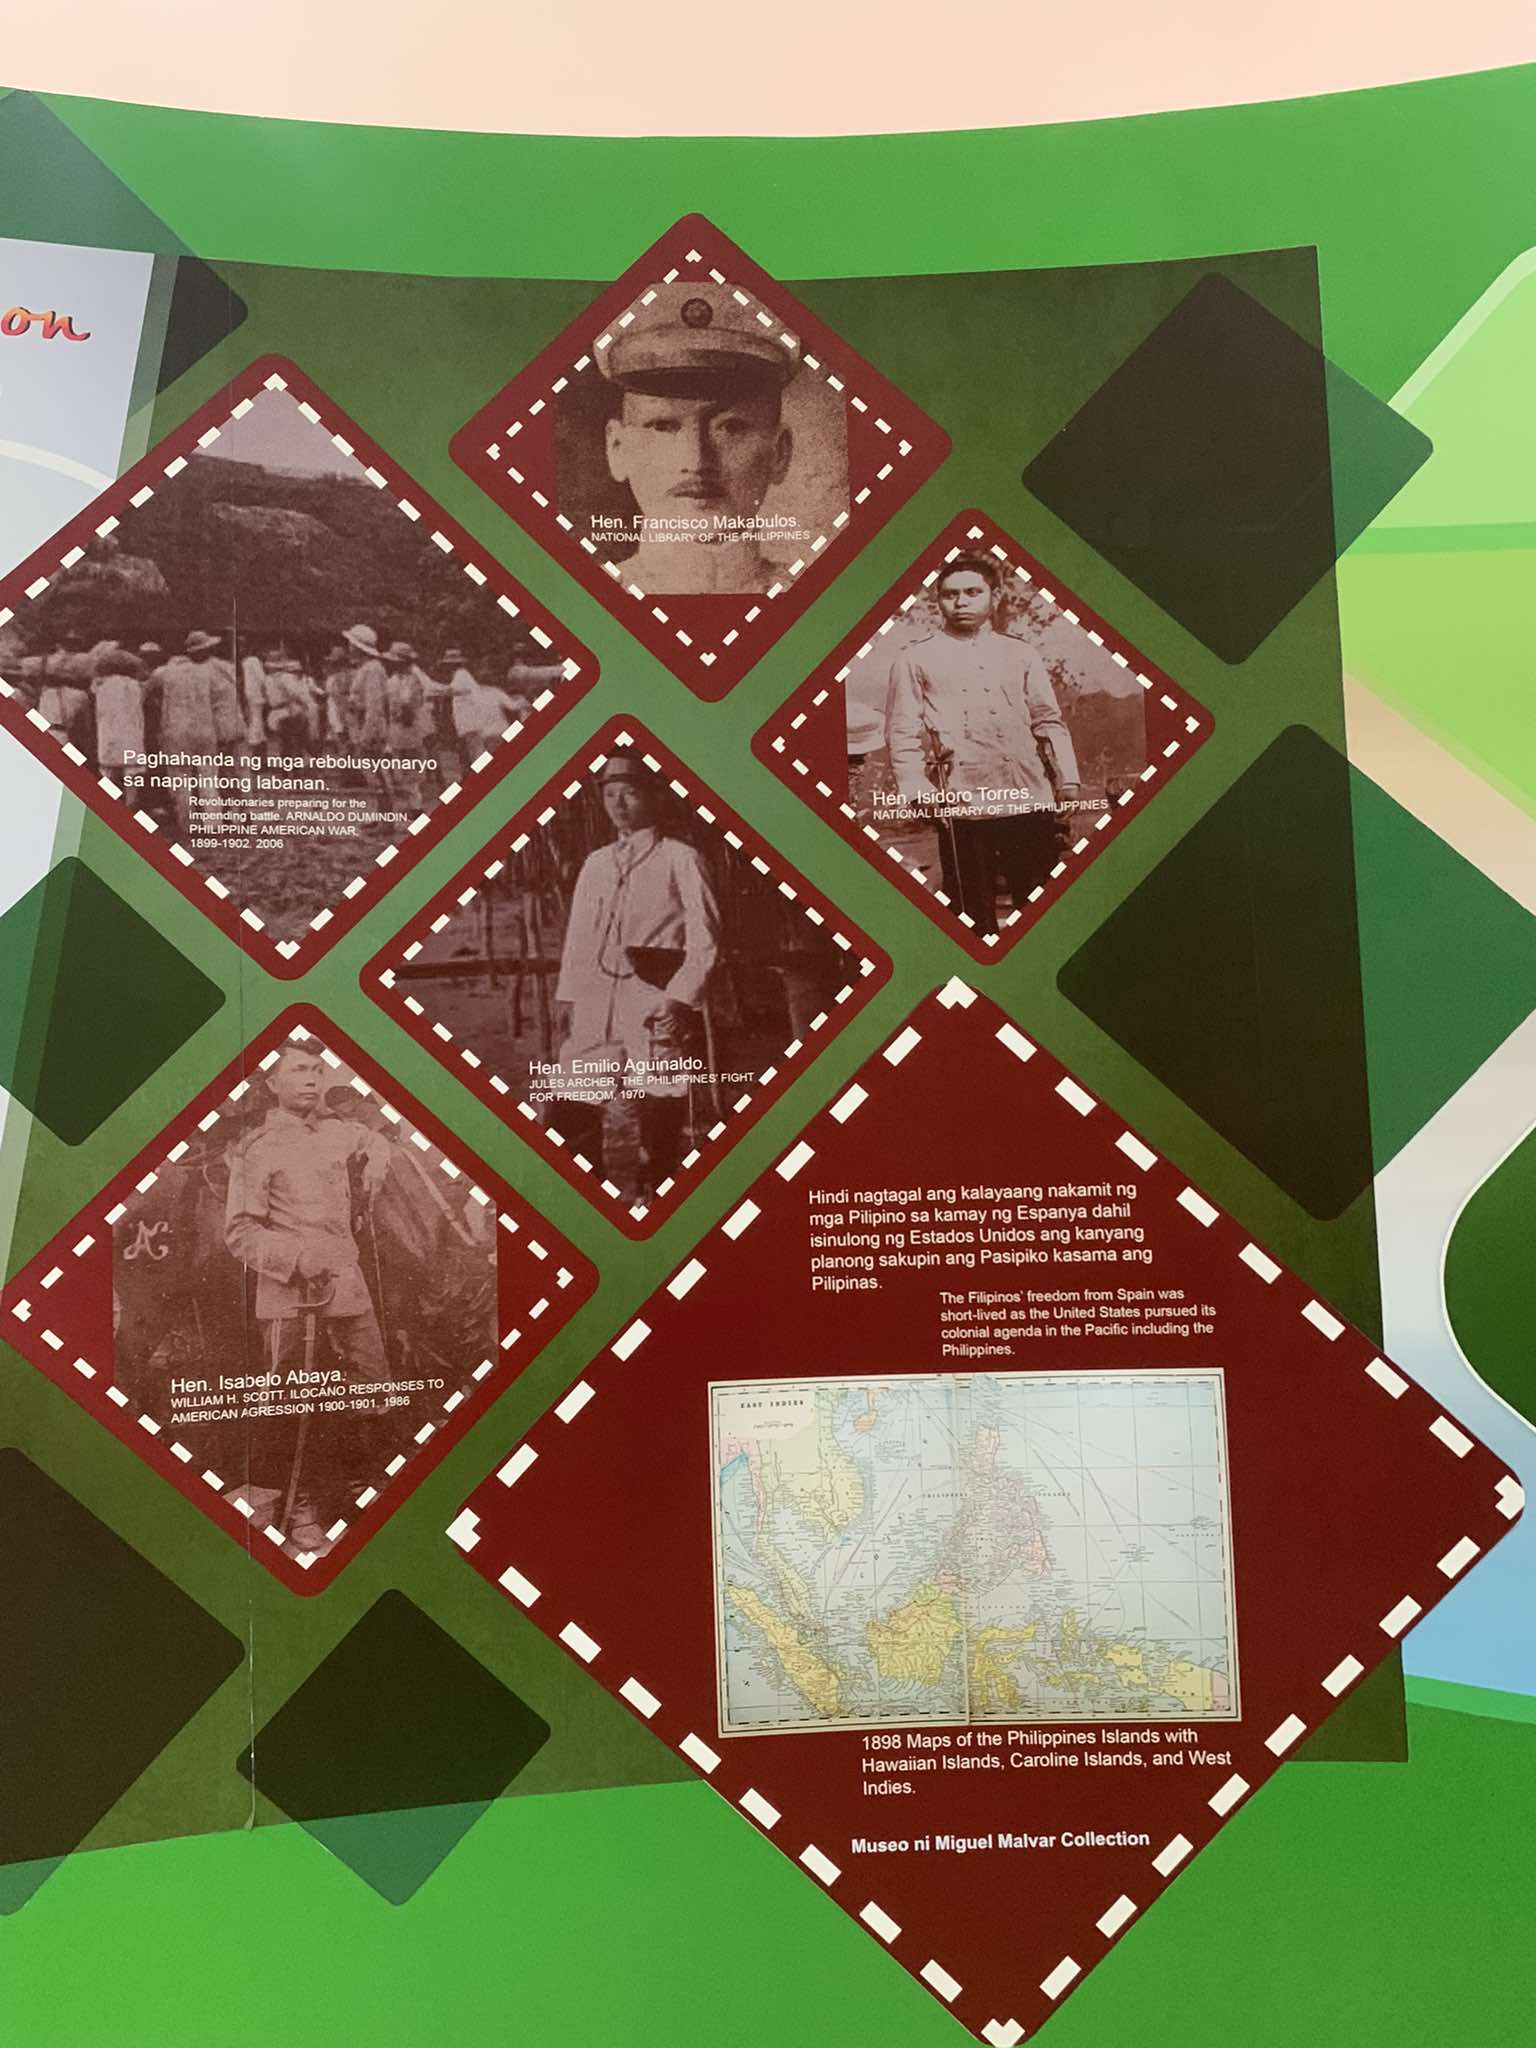 on
Hen. Francisco Makabulos.
NATIONAL LIBRARY OF THE PHILIPPINES
Paghahanda ng mga rebolusyonaryo
sa napipintong labanan.
Revolutionaries preparing for the
impending battle. ARNALDO DUMINDIN.
PHILIPPINE AMERICAN WAR,
1899-1902, 2006
Hen. Isidoro Torres.
NATIONAL LIBRARY OF THE PHILIPPINES
Hen. Emilio Aguinaldo.
JULES ARCHER, THE PHILIPPINES' FIGHT
FOR FREEDOM, 1970
Hen. Isabelo Abaya.
WILLIAM H. SCOTT. ILOCANO RESPONSES TO
AMERICAN AGRESSION 1900-1901. 1986
Hindi nagtagal ang kalayaang nakamit ng
mga Pilipino sa kamay ng Espanya dahil
isinulong ng Estados Unidos ang kanyang
planong sakupin ang Pasipiko kasama ang
Pilipinas.
The Filipinos' freedom from Spain was
short-lived as the United States pursued its
colonial agenda in the Pacific including the
Philippines.
EAST INDIES
1898 Maps of the Philippines Islands with
Hawaiian Islands, Caroline Islands, and West
Indies.
Museo ni Miguel Malvar Collection